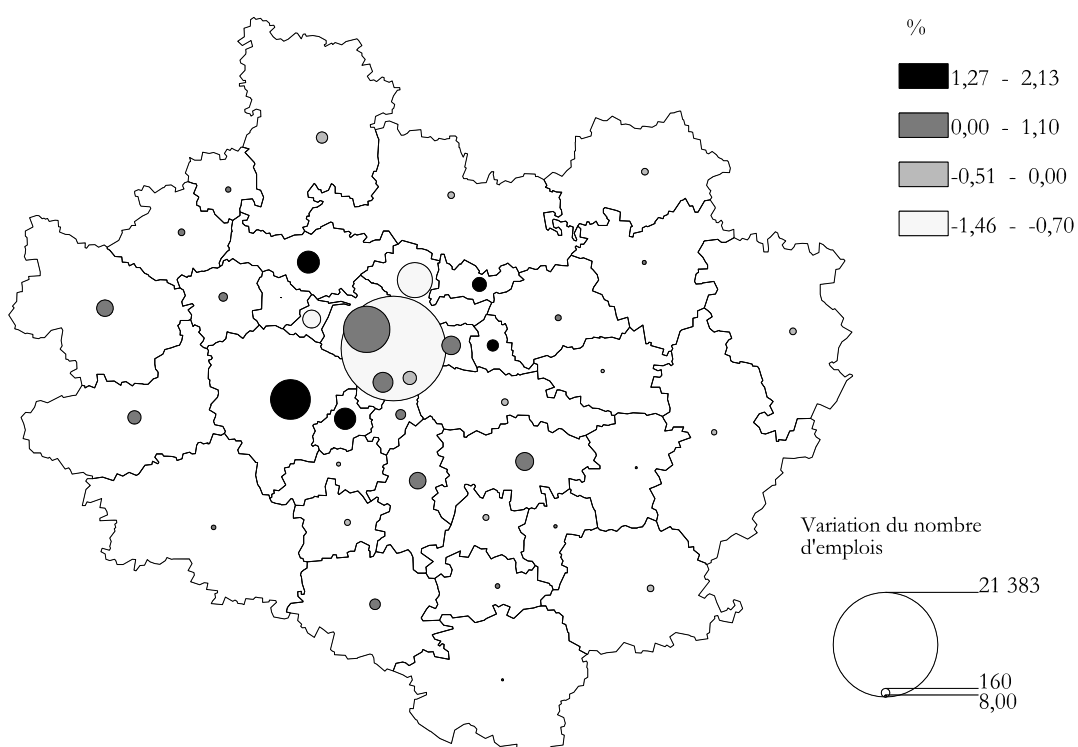 %
1,27 - 2,13
0,00 - 1,10
-0,51 - 0,00
-1,46 - -0,70
Variation du nombre
d'emplois
21 383
160
8,00